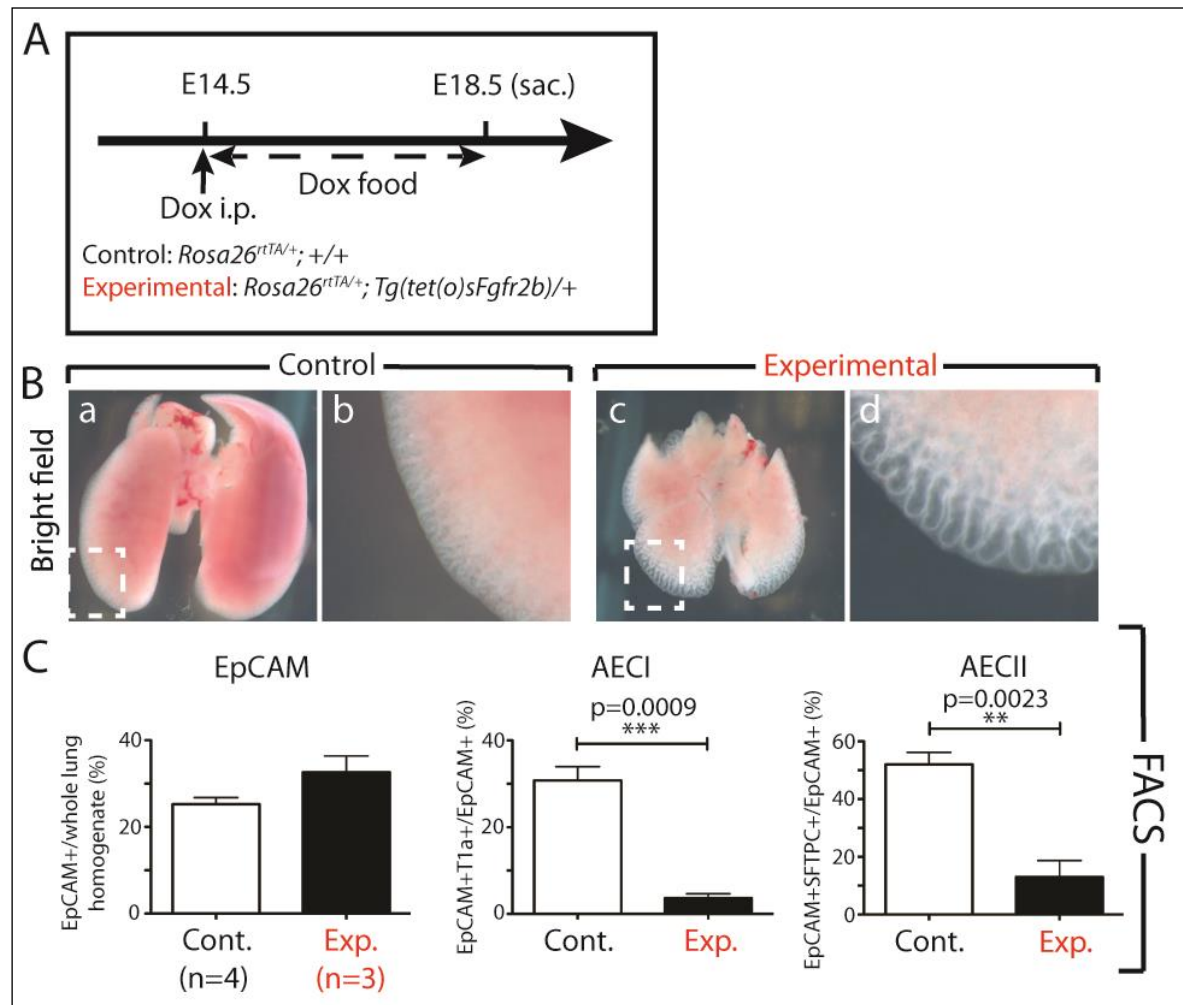 A
E14.5
E18.5 (sac.)
Dox food
Dox i.p.
Control: Rosa26rtTA/+; +/+
Experimental: Rosa26rtTA/+; Tg(tet(o)sFgfr2b)/+
B
Control
Experimental
Bright field
a
b
c
d
C
EpCAM
EpCAM+/whole lung
homogenate (%)
40
20
0
Cont.
Exp.
(n=4)
(n=3)
AECI
p=0.0009
***
EpCAM+T1a+/EpCAM+ (%)
40
20
0
Cont.
Exp.
AECII
p=0.0023
**
EpCAM+SFTPC+/EpCAM+ (%)
60
40
20
0
Cont.
Exp.
FACS